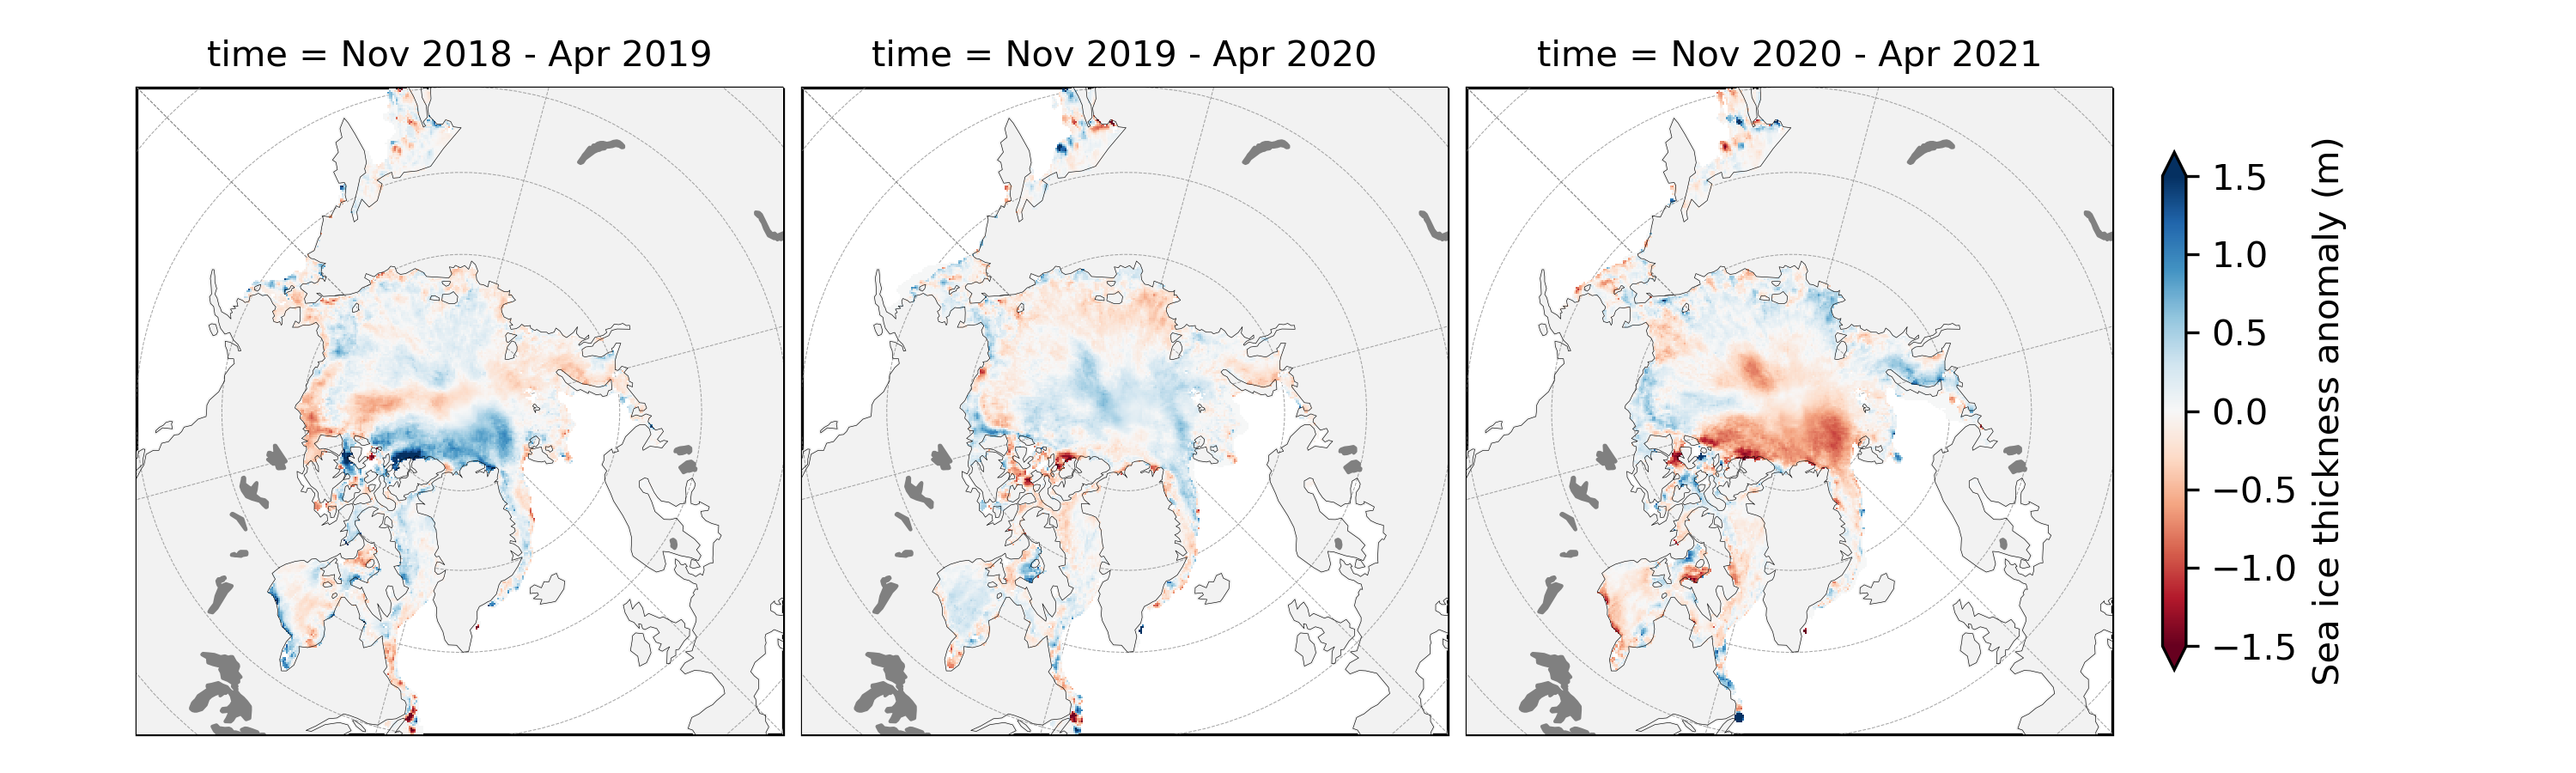 time = Nov 2018 - Apr 2019
time = Nov 2019 - Apr 2020
time = Nov 2020 - Apr 2021
1.5
1.0
0.5
0.0
−0.5
−1.0
−1.5
Sea ice thickness anomaly (m)